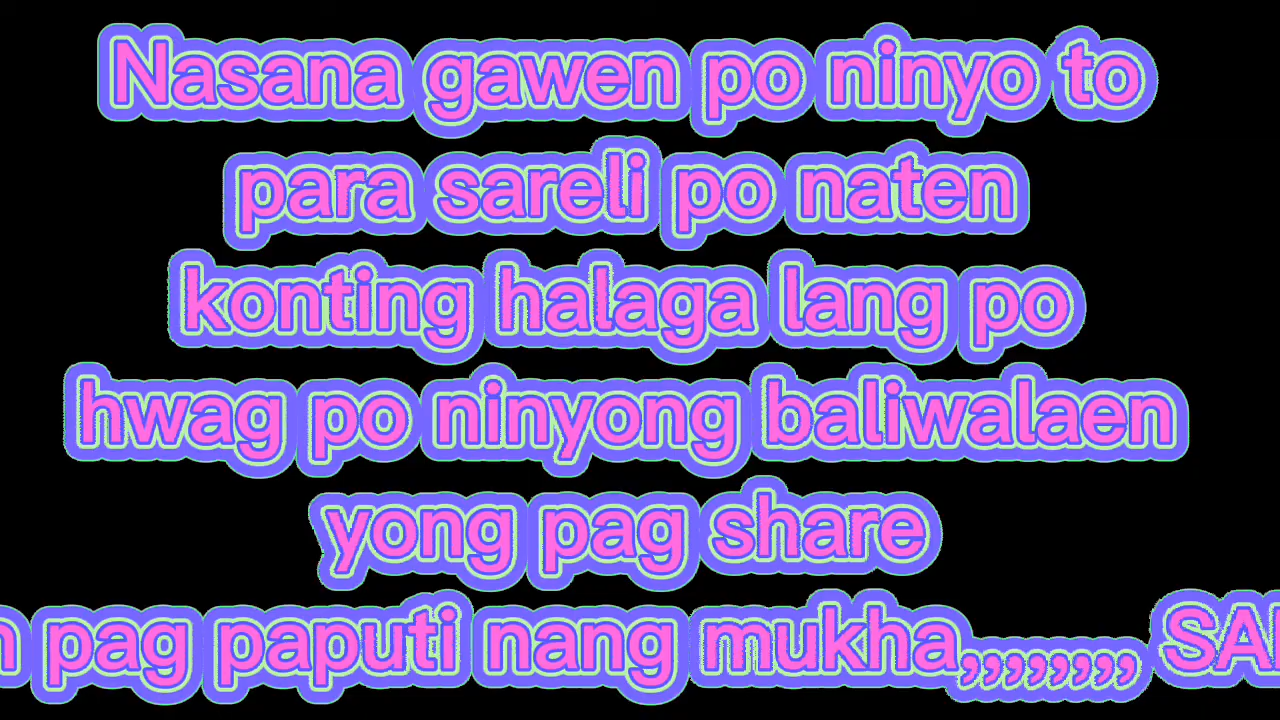 Nasana gawen po ninyo to
para sareli po naten
konting halaga lang po
hwag po ninyong baliwalaen
yong pag share
pag paputi nang mukha,,,,,,,,